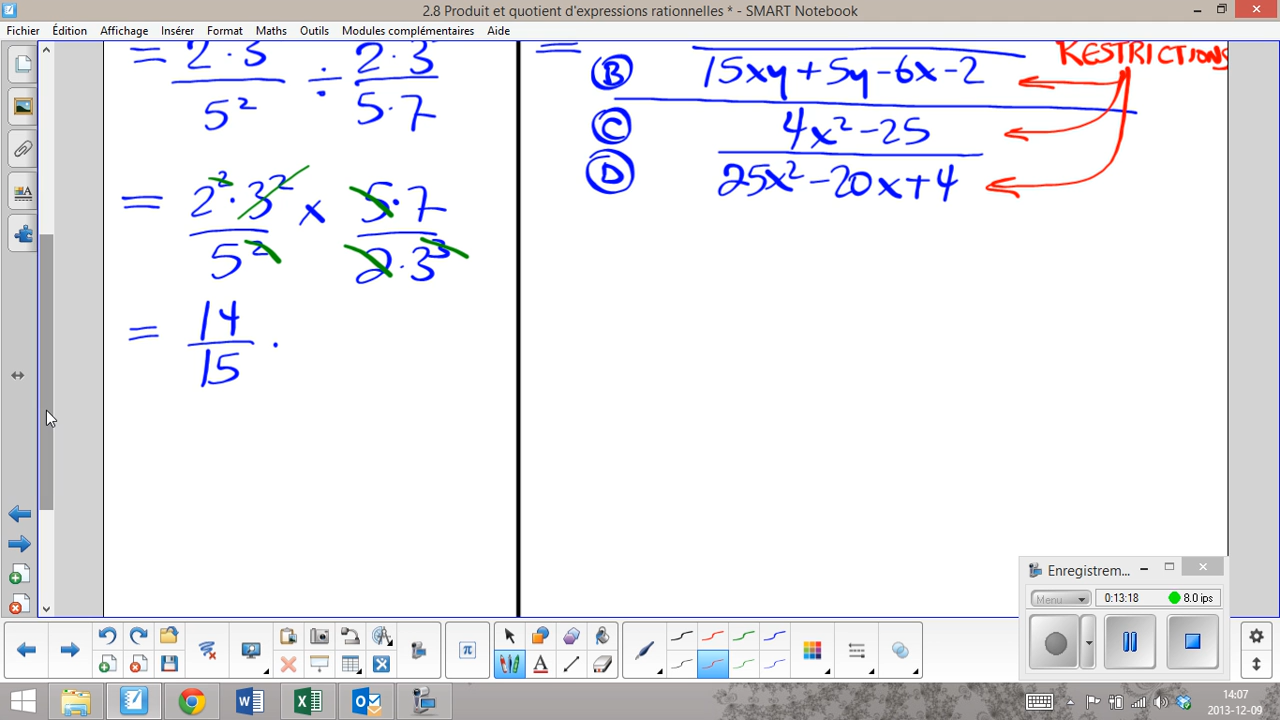 2.8 Produit et quotient d'expressions rationnelles * - SMART Notebook
Fichier Édition Affichage Insérer Format Maths Outils Modules complémentaires Aide
= 2·3 / 5² ÷ 2·3 / 5·7
= 2²·3² / 5² x 5·7 / 2·3³
= 14 / 15 ·
=
RESTRICTIONS
B 15xy + 5y - 6x - 2
C 4x² - 25
D 25x² - 20x + 4
Enregistrem...
Menu 0:13:18 8.0 ips
14:07
2013-12-09